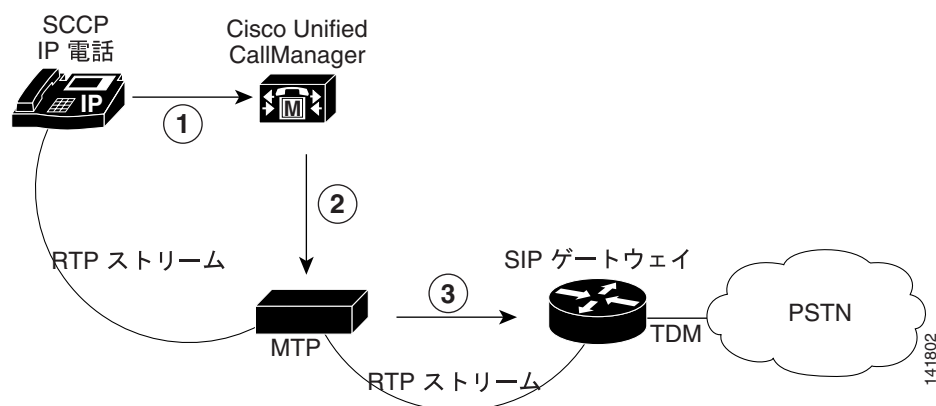 SCCP
IP 電話
Cisco Unified
CallManager
IP
M
1
2
RTP ストリーム
SIP ゲートウェイ
3
PSTN
TDM
MTP
RTP ストリーム
141802